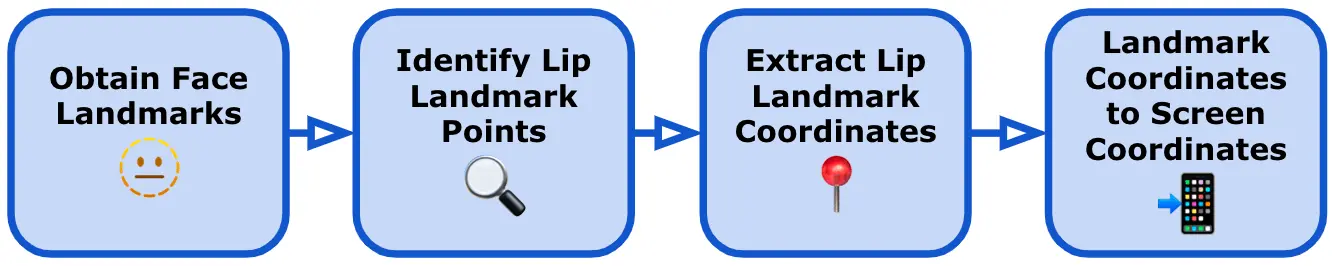 Obtain Face
Landmarks
Identify Lip
Landmark
Points
Extract Lip
Landmark
Coordinates
Landmark
Coordinates
to Screen
Coordinates